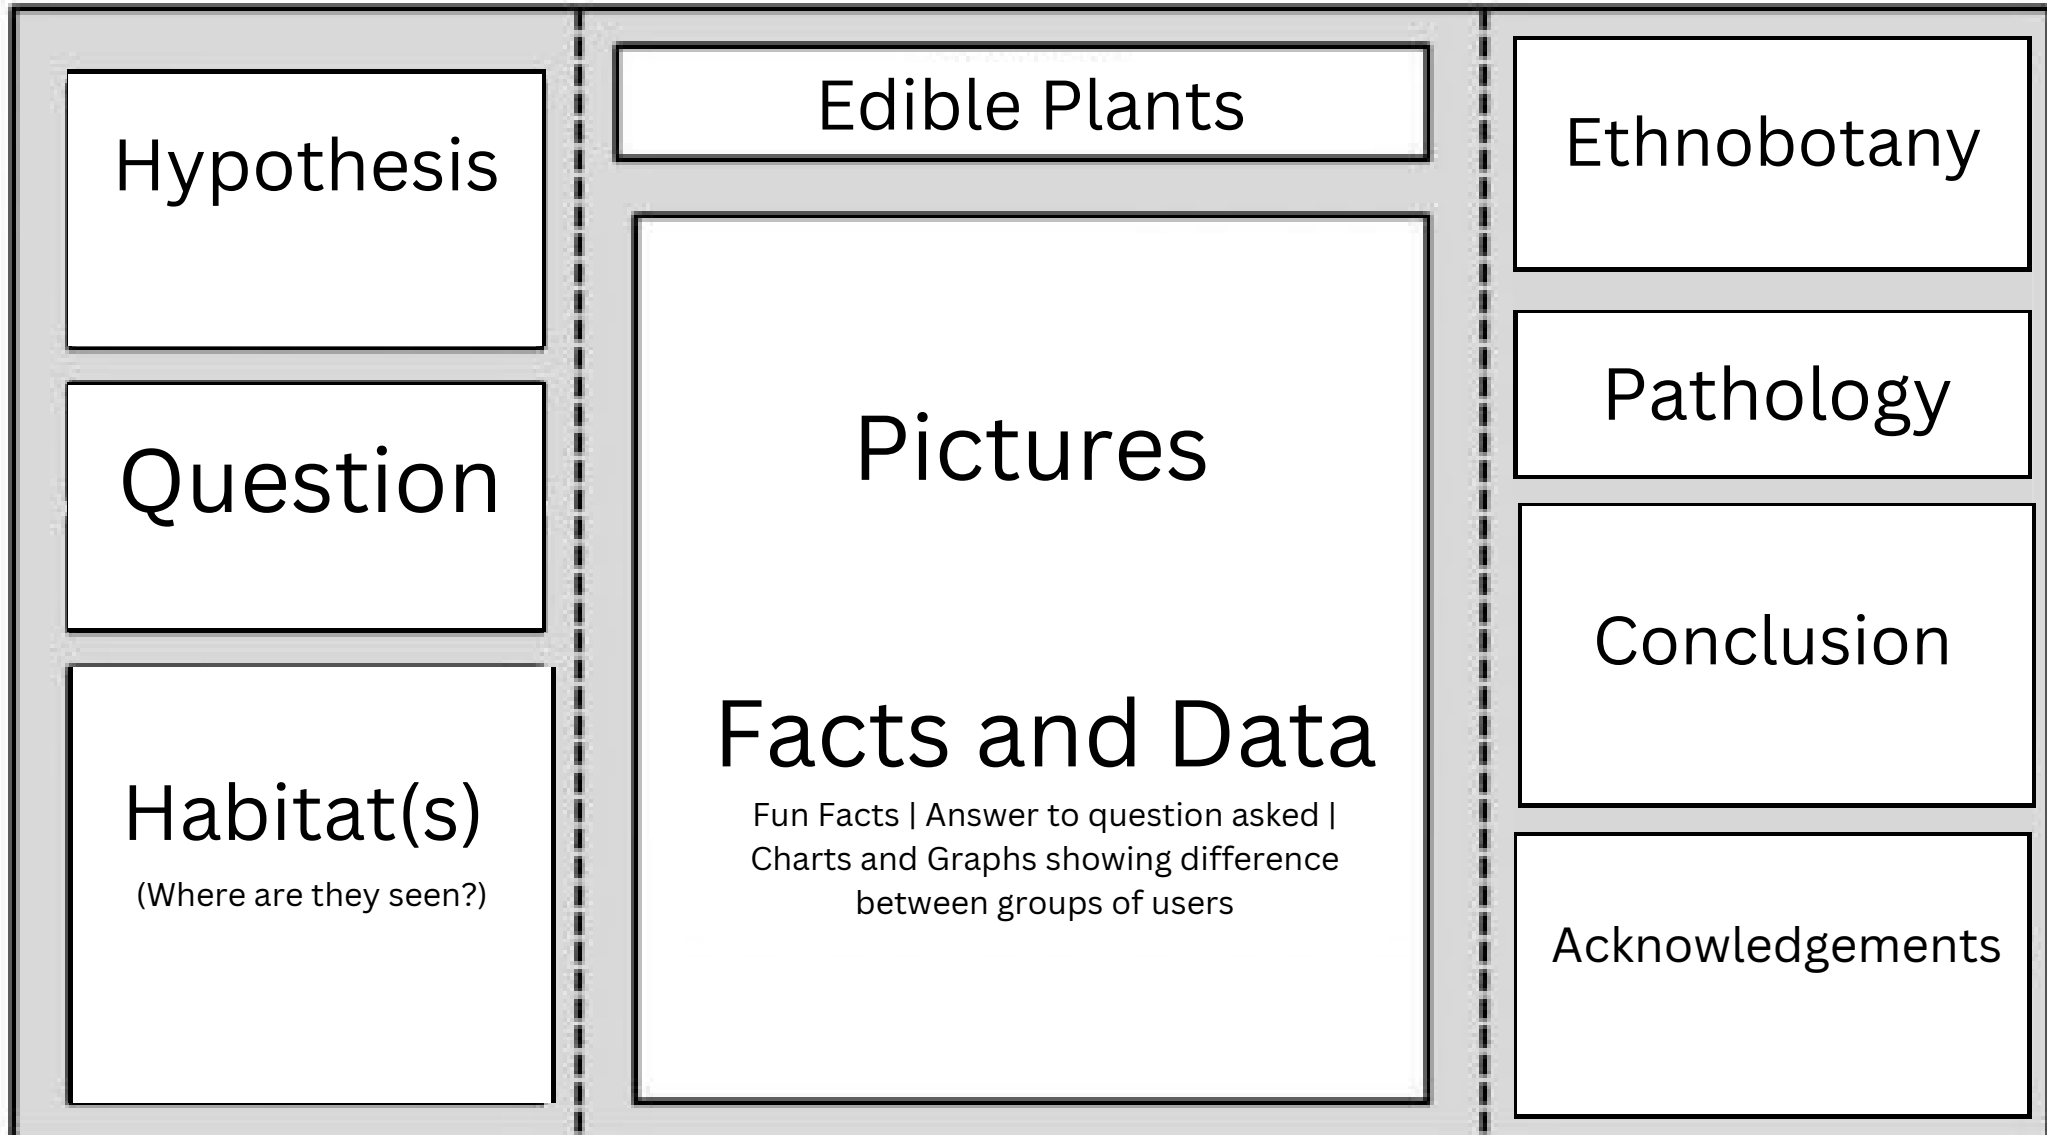 Hypothesis
Question
Habitat(s)
(Where are they seen?)
Edible Plants
Pictures
Facts and Data
Fun Facts | Answer to question asked |
Charts and Graphs showing difference
between groups of users
Ethnobotany
Pathology
Conclusion
Acknowledgements